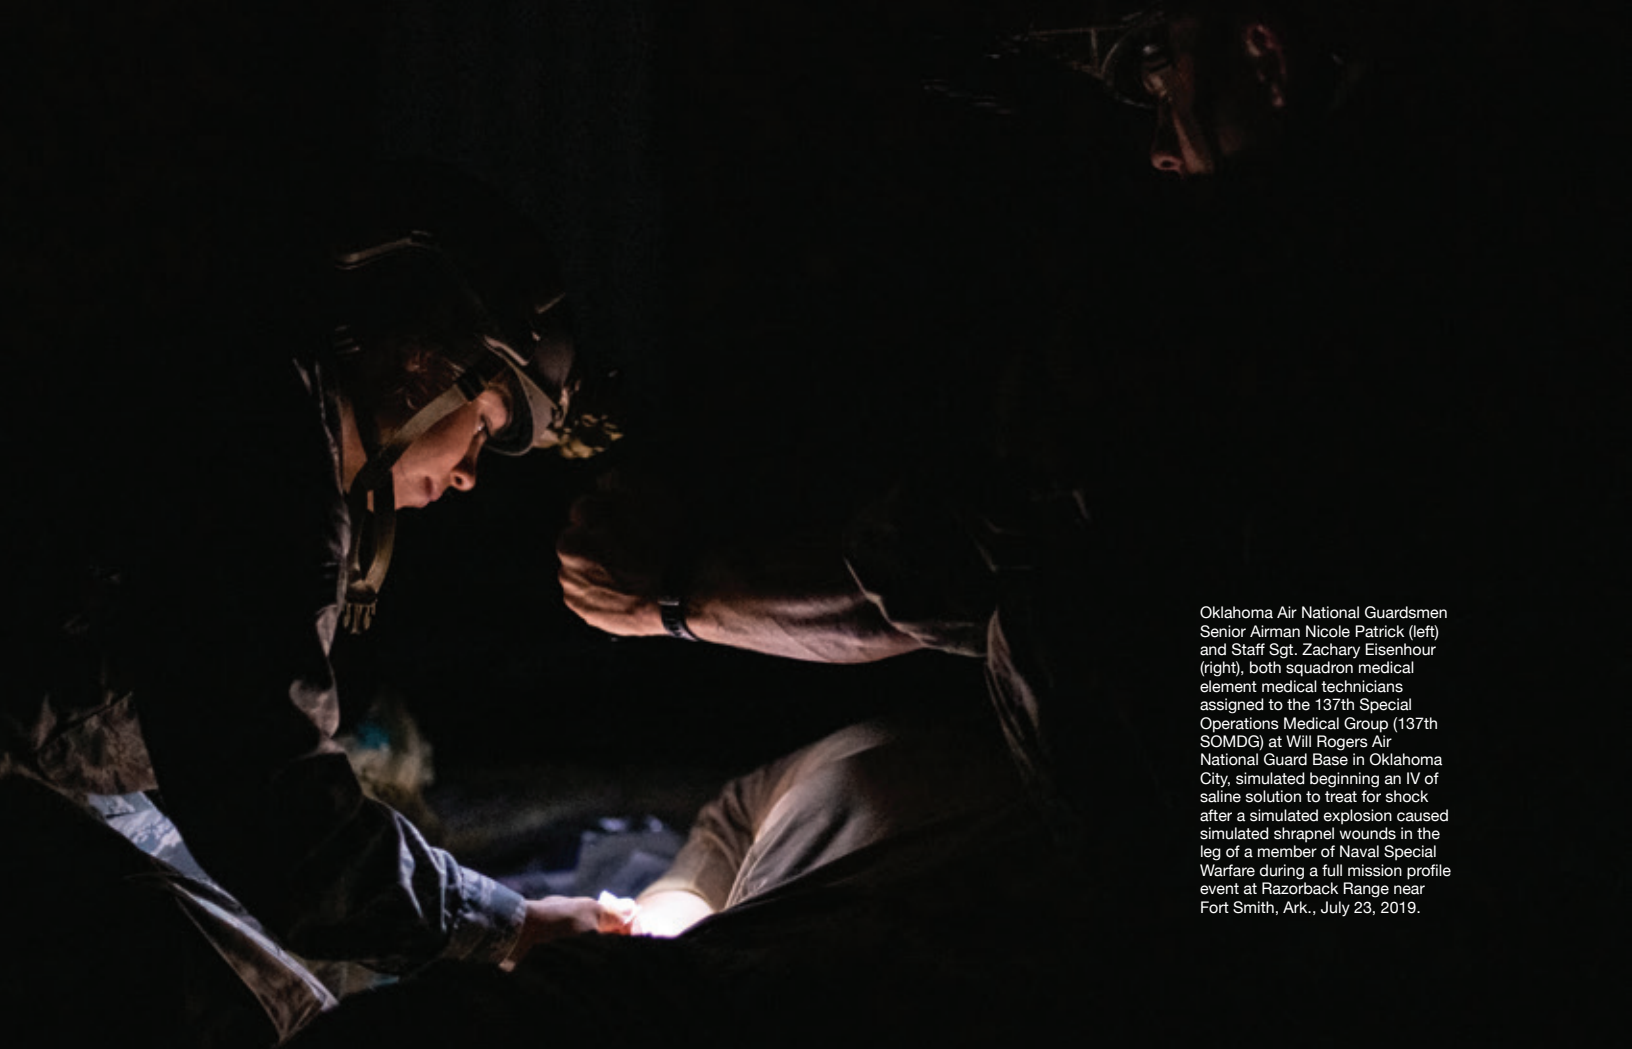 Oklahoma Air National Guardsmen
Senior Airman Nicole Patrick (left)
and Staff Sgt. Zachary Eisenhour
(right), both squadron medical
element medical technicians
assigned to the 137th Special
Operations Medical Group (137th
SOMDG) at Will Rogers Air
National Guard Base in Oklahoma
City, simulated beginning an IV of
saline solution to treat for shock
after a simulated explosion caused
simulated shrapnel wounds in the
leg of a member of Naval Special
Warfare during a full mission profile
event at Razorback Range near
Fort Smith, Ark., July 23, 2019.